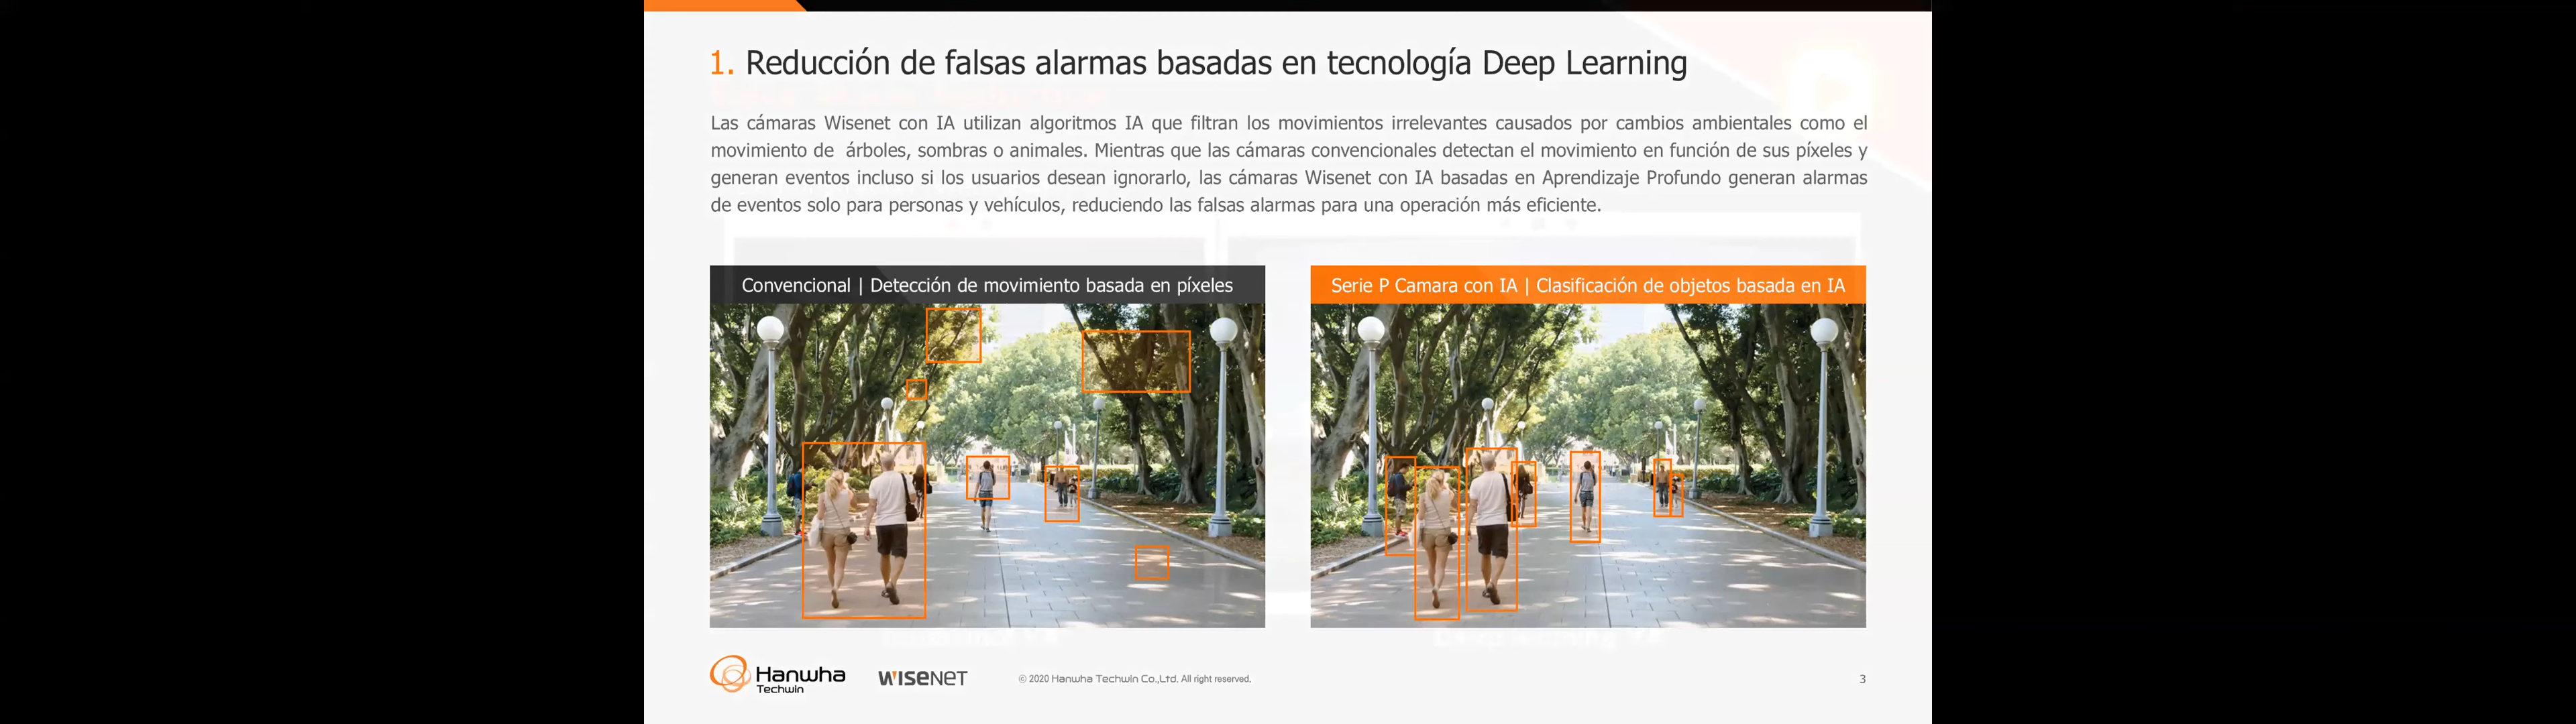 1. Reducción de falsas alarmas basadas en tecnología Deep Learning
Las cámaras Wisenet con IA utilizan algoritmos IA que filtran los movimientos irrelevantes causados por cambios ambientales como el
movimiento de árboles, sombras o animales. Mientras que las cámaras convencionales detectan el movimiento en función de sus píxeles y
generan eventos incluso si los usuarios desean ignorarlo, las cámaras Wisenet con IA basadas en Aprendizaje Profundo generan alarmas
de eventos solo para personas y vehículos, reduciendo las falsas alarmas para una operación más eficiente.
Convencional | Detección de movimiento basada en píxeles
Serie P Camara con IA | Clasificación de objetos basada en IA
Hanwha
Techwin
WISENET
© 2020 Hanwha Techwin Co.,Ltd. All right reserved.
3